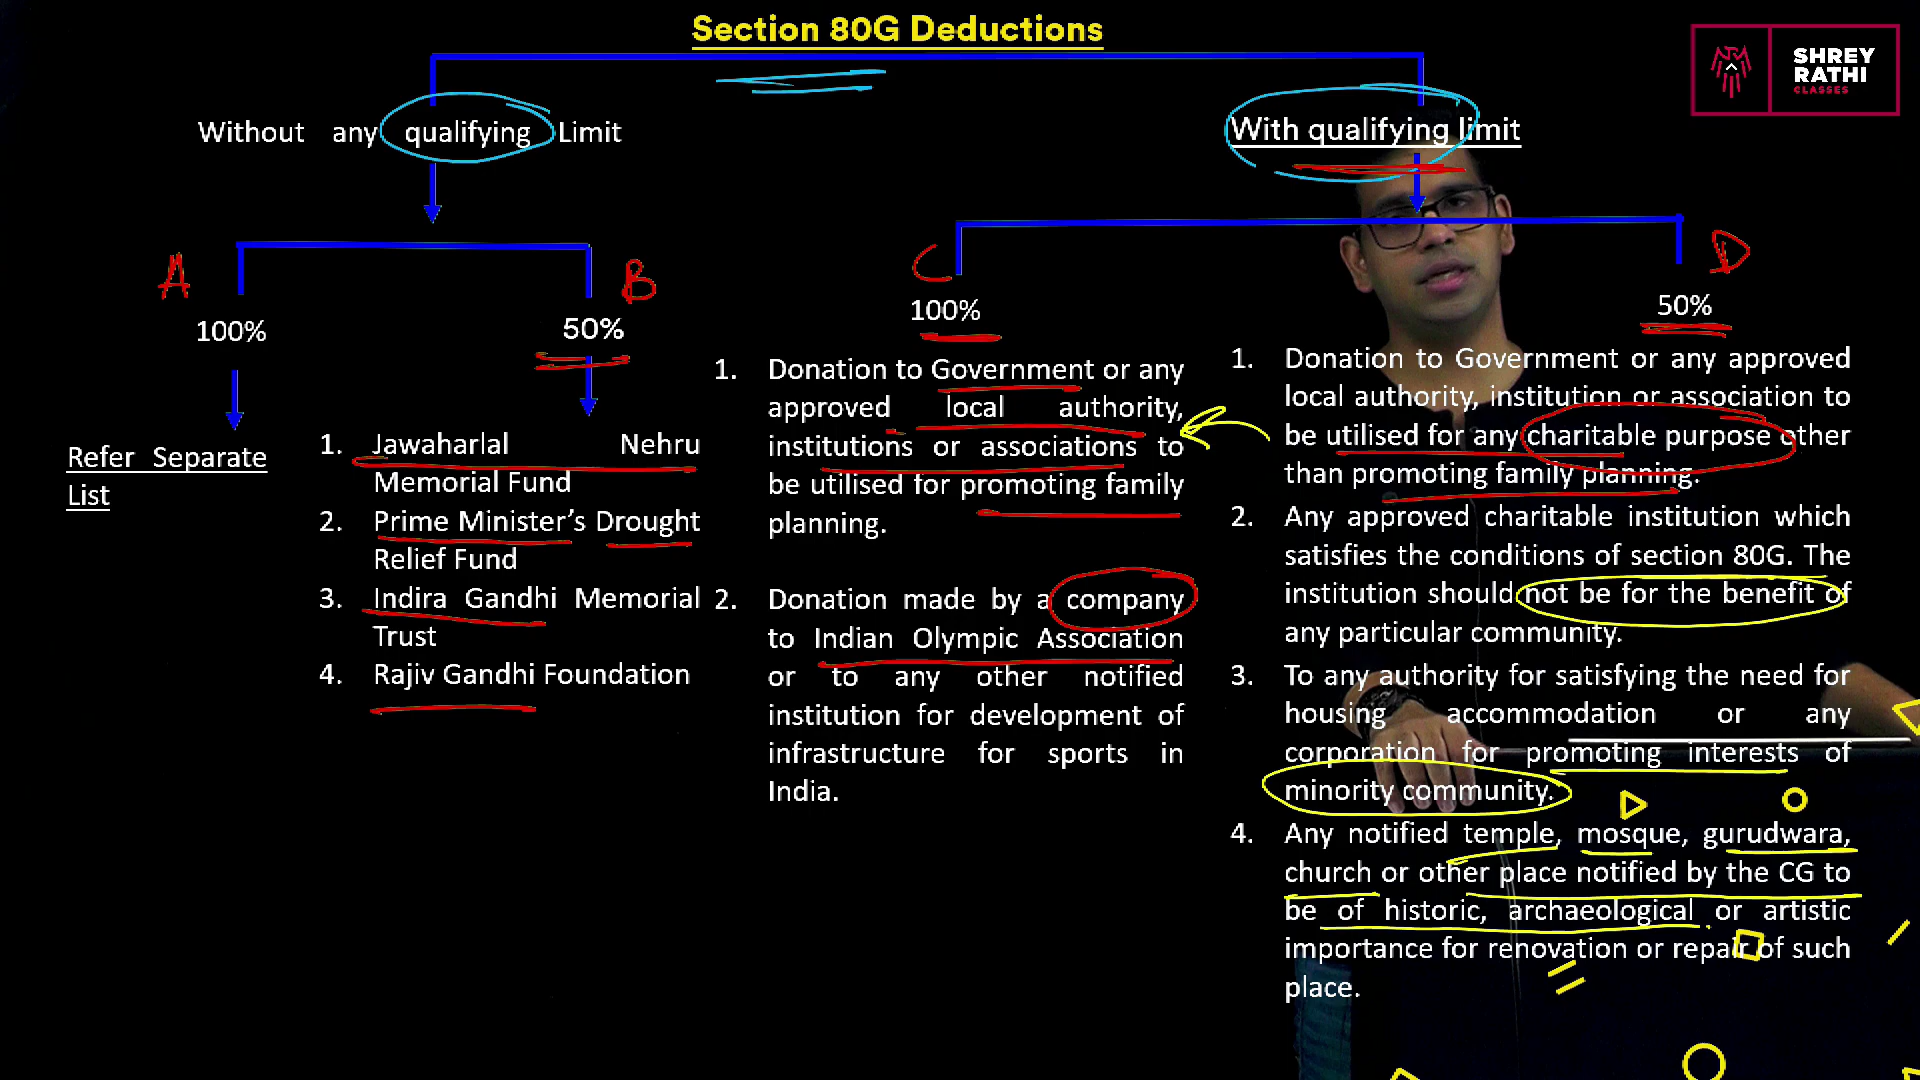 Section 80G Deductions
SHREY
RATHI
CLASSES
Without any qualifying Limit
With qualifying limit
A
B
C
D
100%
50%
100%
50%
Refer Separate
List
1. Jawaharlal Nehru
Memorial Fund
2. Prime Minister's Drought
Relief Fund
3. Indira Gandhi Memorial
Trust
4. Rajiv Gandhi Foundation
1. Donation to Government or any
approved local authority,
institutions or associations to
be utilised for promoting family
planning.
2. Donation made by a company
to Indian Olympic Association
or to any other notified
institution for development of
infrastructure for sports in
India.
1. Donation to Government or any approved
local authority, institution or association to
be utilised for any charitable purpose other
than promoting family planning.
2. Any approved charitable institution which
satisfies the conditions of section 80G. The
institution should not be for the benefit of
any particular community.
3. To any authority for satisfying the need for
housing accommodation or any
corporation for promoting interests of
minority community.
4. Any notified temple, mosque, gurudwara,
church or other place notified by the CG to
be of historic, archaeological or artistic
importance for renovation or repair of such
place.